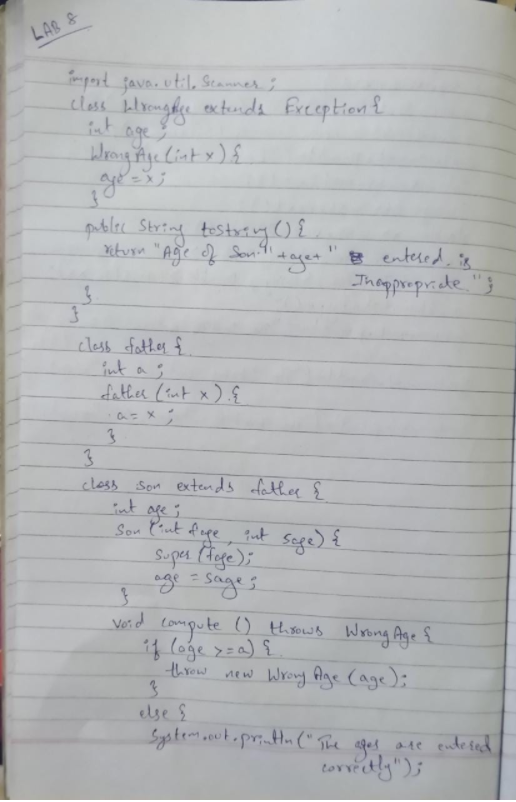 LAB 8
import java.util.Scanner;
class WrongAge extends Exception{
int age;
WrongAge(int x){
age = x;
}
public String toString(){
return "Age of Son "+age+" entered is
Inappropriate";
}
}
class father{
int a;
father(int x){
a = x;
}
}
class son extends father{
int age;
son(int fage, int sage){
super(fage);
age = sage;
}
void compute() throws WrongAge{
if(age >= a){
throw new WrongAge(age);
}
else{
System.out.println("The ages are entered
correctly");